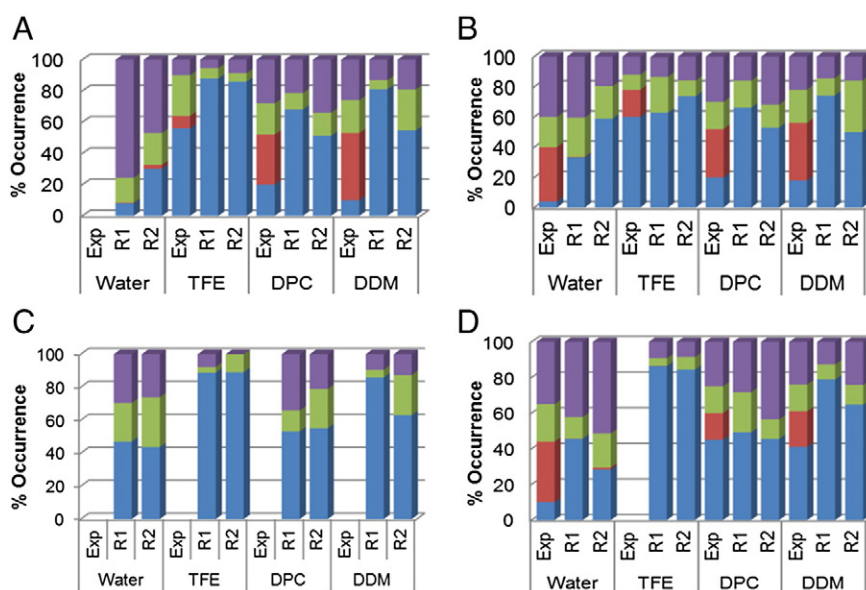 A
% Occurrence
100
80
60
40
20
0
Exp R1 R2 Exp R1 R2 Exp R1 R2 Exp R1 R2
Water TFE DPC DDM
B
% Occurrence
100
80
60
40
20
0
Exp R1 R2 Exp R1 R2 Exp R1 R2 Exp R1 R2
Water TFE DPC DDM
C
% Occurrence
100
80
60
40
20
0
Exp R1 R2 Exp R1 R2 Exp R1 R2 Exp R1 R2
Water TFE DPC DDM
D
% Occurrence
100
80
60
40
20
0
Exp R1 R2 Exp R1 R2 Exp R1 R2 Exp R1 R2
Water TFE DPC DDM